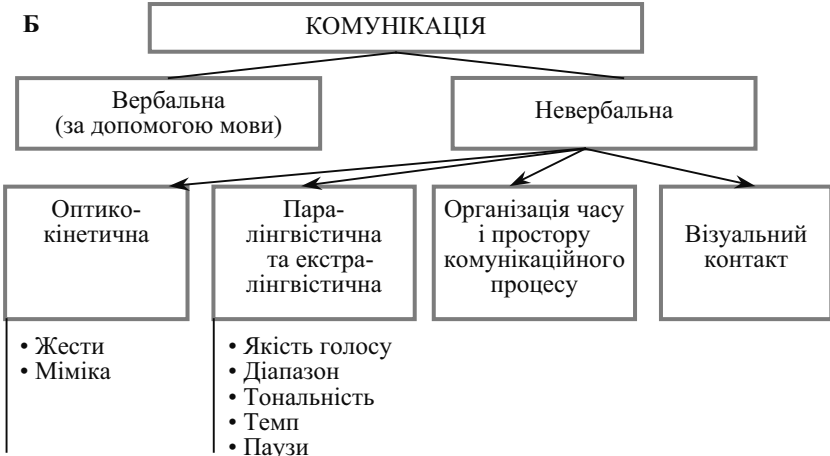 Б
КОМУНІКАЦІЯ
Вербальна
(за допомогою мови)
Невербальна
Оптико-
кінетична
Пара-
лінгвістична
та екстра-
лінгвістична
Організація часу
і простору
комунікаційного
процесу
Візуальний
контакт
• Жести
• Міміка
• Якість голосу
• Діапазон
• Тональність
• Темп
• Паузи